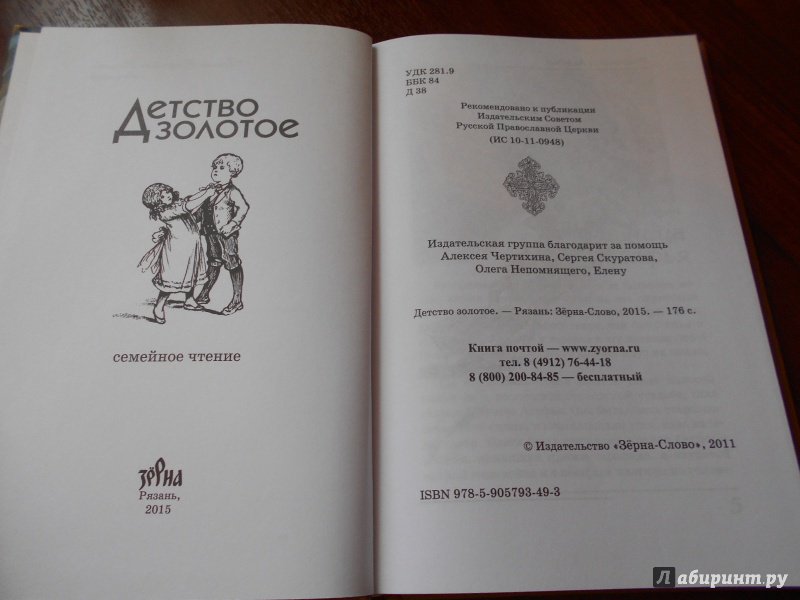 Детство
золотое
семейное чтение
ЗЁРНА
Рязань,
2015
УДК 281.9
ББК 84
Д 38
Рекомендовано к публикации
Издательским Советом
Русской Православной Церкви
(ИС 10-11-0948)
Издательская группа благодарит за помощь
Алексея Чертихина, Сергея Скуратова,
Олега Непомнящего, Елену
Детство золотое. — Рязань: Зёрна-Слово, 2015. — 176 с.
Книга почтой — www.zyorna.ru
тел. 8 (4912) 76-44-18
8 (800) 200-84-85 — бесплатный
© Издательство «Зёрна-Слово», 2011
ISBN 978-5-905793-49-3
Лабиринт.ру